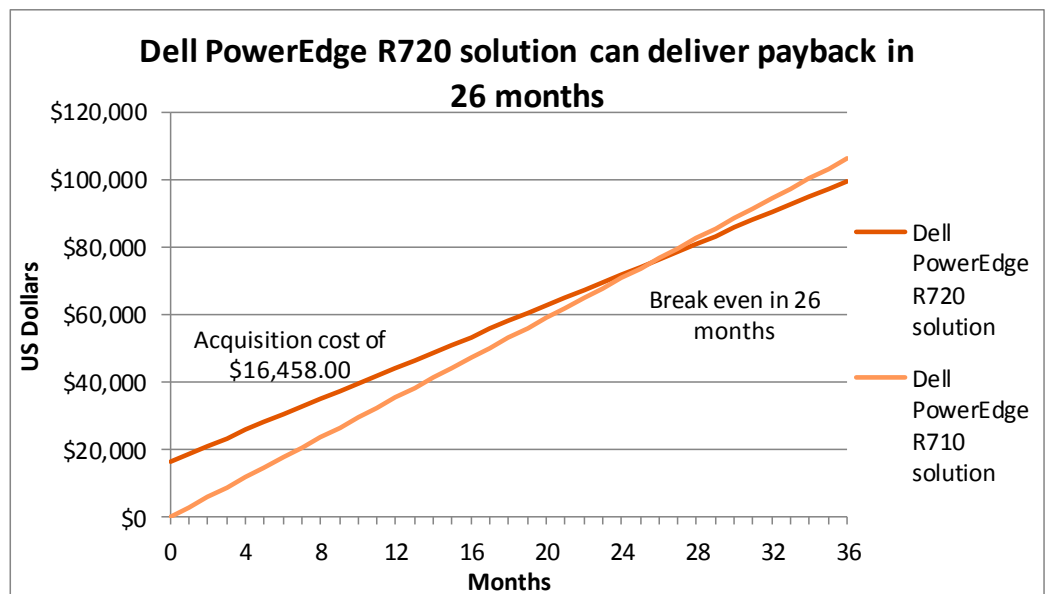 Dell PowerEdge R720 solution can deliver payback in
26 months
$120,000
$100,000
$80,000
$60,000
$40,000
$20,000
$0
US Dollars
Acquisition cost of
$16,458.00
Break even in 26
months
0 4 8 12 16 20 24 28 32 36
Months
Dell
PowerEdge
R720
solution
Dell
PowerEdge
R710
solution